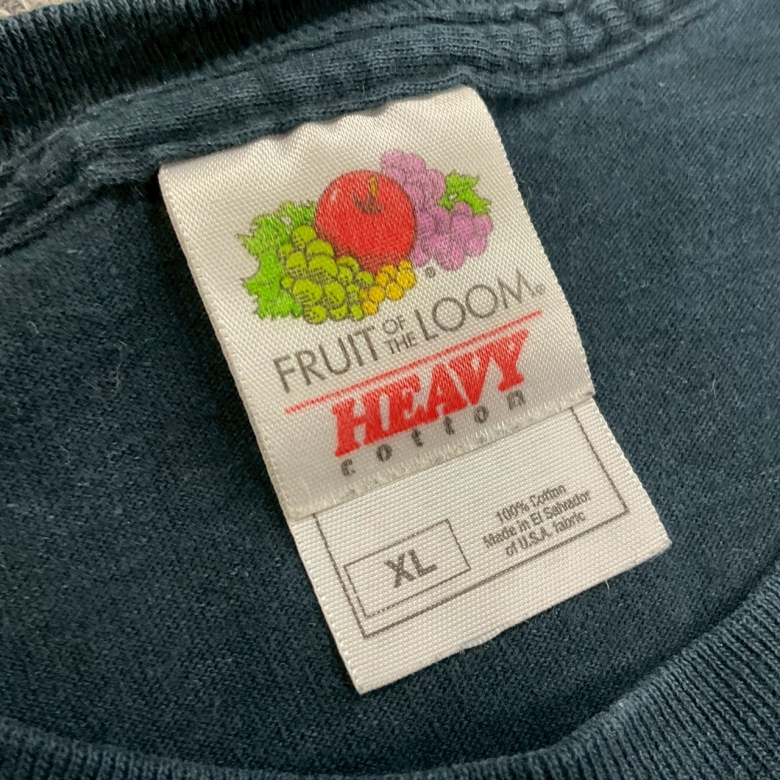 FRUIT OF THE LOOM®
HEAVY
cotton
XL
100% Cotton
Made in El Salvador
of U.S.A. fabric